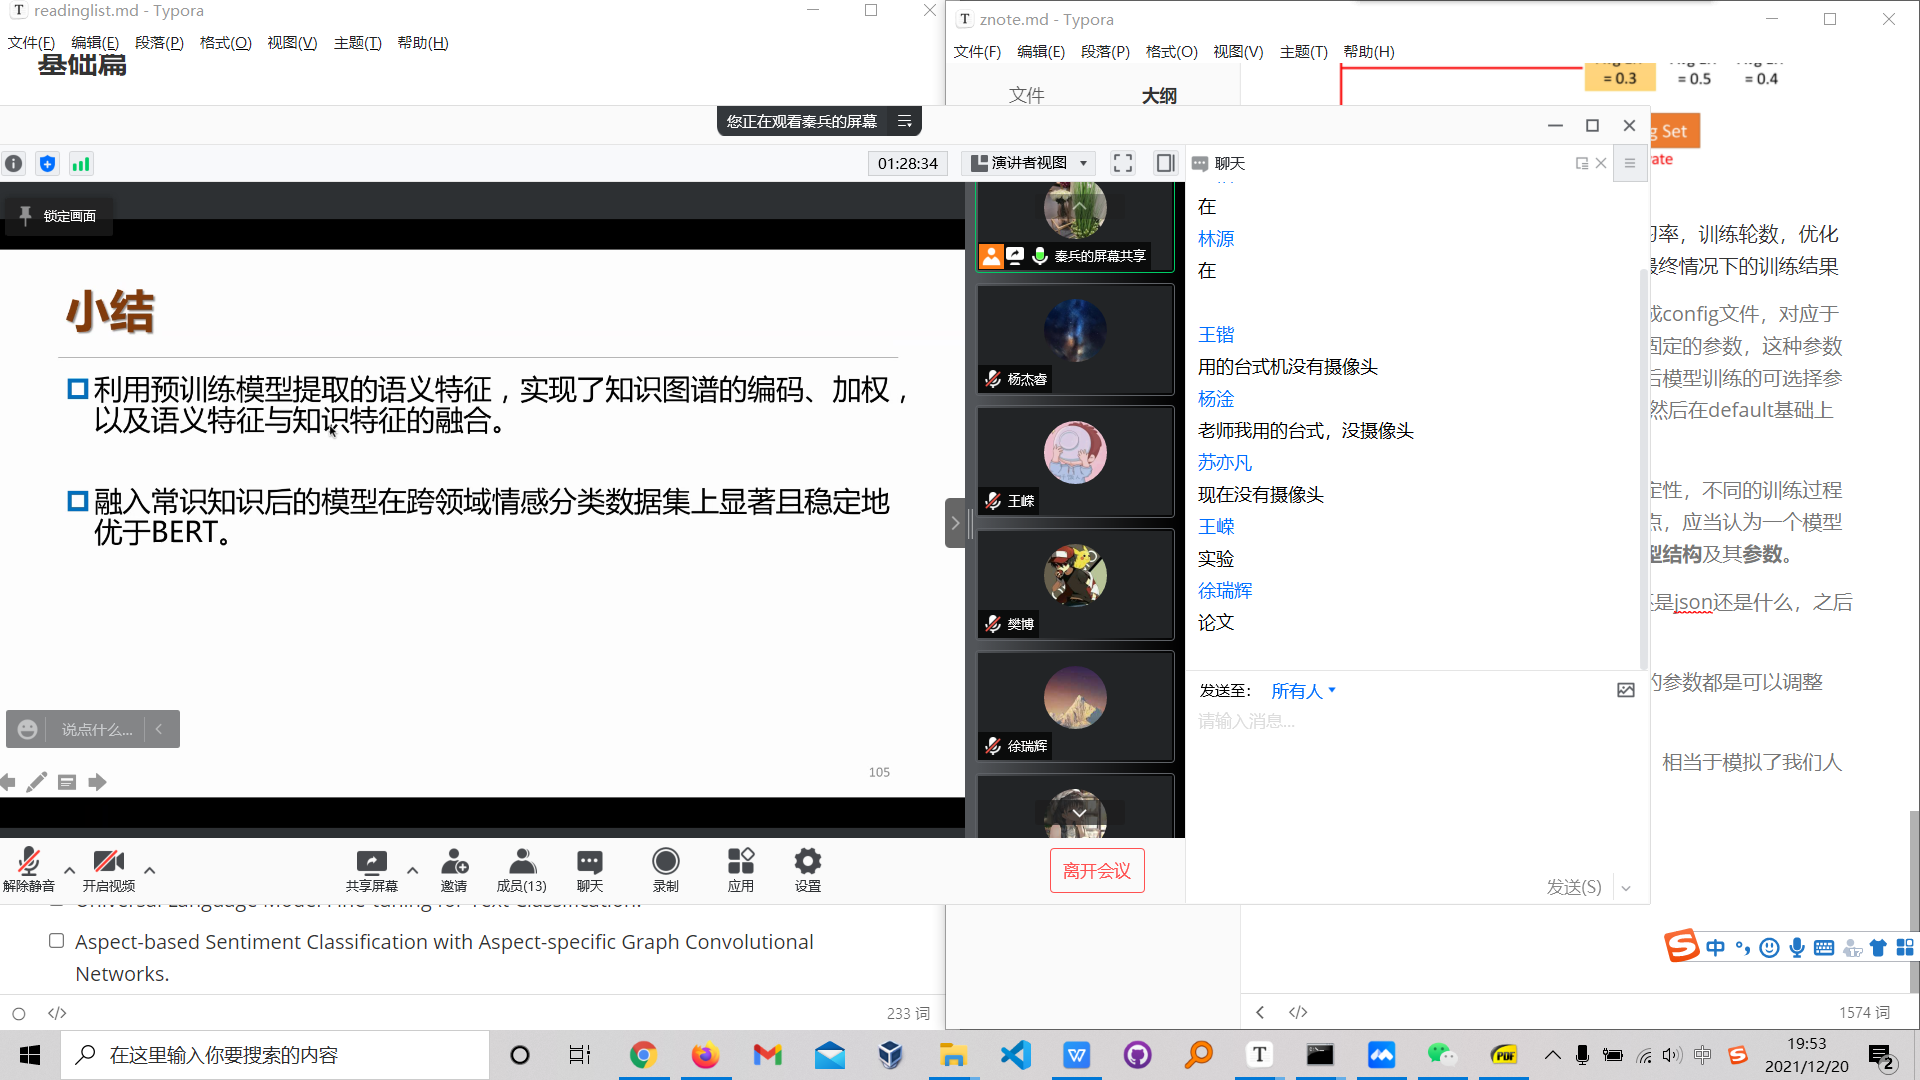 readinglist.md - Typora
文件(F) 编辑(E) 段落(P) 格式(O) 视图(V) 主题(T) 帮助(H)
基础篇
znote.md - Typora
文件(F) 编辑(E) 段落(P) 格式(O) 视图(V) 主题(T) 帮助(H)
文件 大纲
= 0.3 = 0.5 = 0.4
Set
您正在观看秦兵的屏幕
01:28:34
演讲者视图
聊天
锁定画面
小结
利用预训练模型提取的语义特征，实现了知识图谱的编码、加权，
以及语义特征与知识特征的融合。
融入常识知识后的模型在跨领域情感分类数据集上显著且稳定地
优于BERT。
说点什么...
105
秦兵的屏幕共享
杨杰睿
王嵘
樊博
徐瑞辉
在
林源
在
王锴
用的台式机没有摄像头
杨淦
老师我用的台式，没摄像头
苏亦凡
现在没有摄像头
王嵘
实验
徐瑞辉
论文
发送至： 所有人
请输入消息...
发送(S)
率，训练轮数，优化
终情况下的训练结果
config文件，对应于
固定的参数，这种参数
后模型训练的可选择参
然后在default基础上
定性，不同的训练过程
点，应当认为一个模型
型结构及其参数。
是json还是什么，之后
的参数都是可以调整
相当于模拟了我们人
解除静音
开启视频
共享屏幕
邀请
成员(13)
聊天
录制
应用
设置
离开会议
Universal Language Model Fine-tuning for Text Classification.
Aspect-based Sentiment Classification with Aspect-specific Graph Convolutional
Networks.
233 词
1574 词
中
在这里输入你要搜索的内容
中
19:53
2021/12/20
2